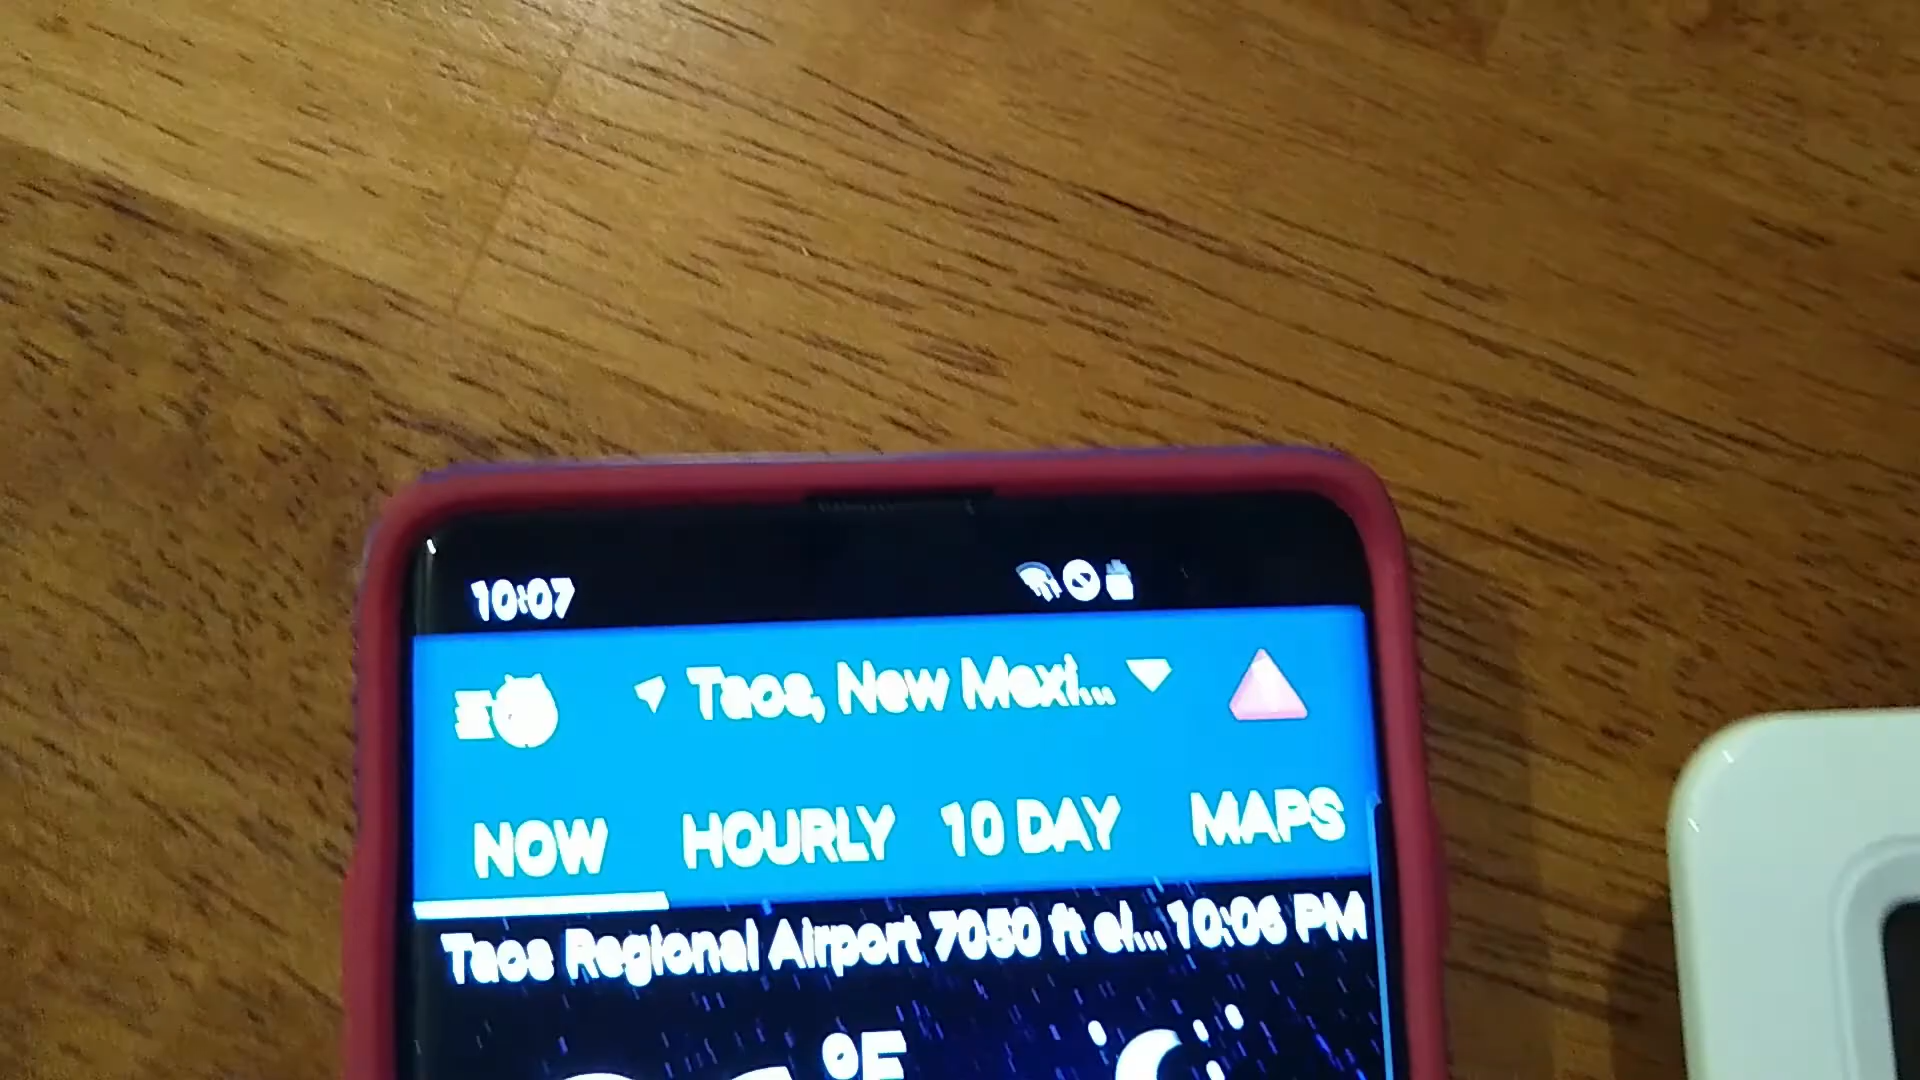 10:07
Taos, New Mexi...
NOW HOURLY 10 DAY MAPS
Taos Regional Airport 7050 ft el... 10:06 PM
°F